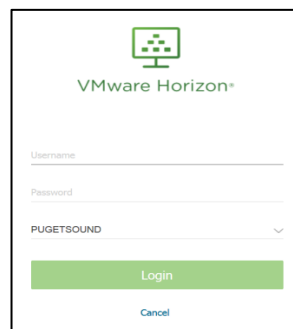 VMware Horizon®
Username
Password
PUGETSOUND
Login
Cancel